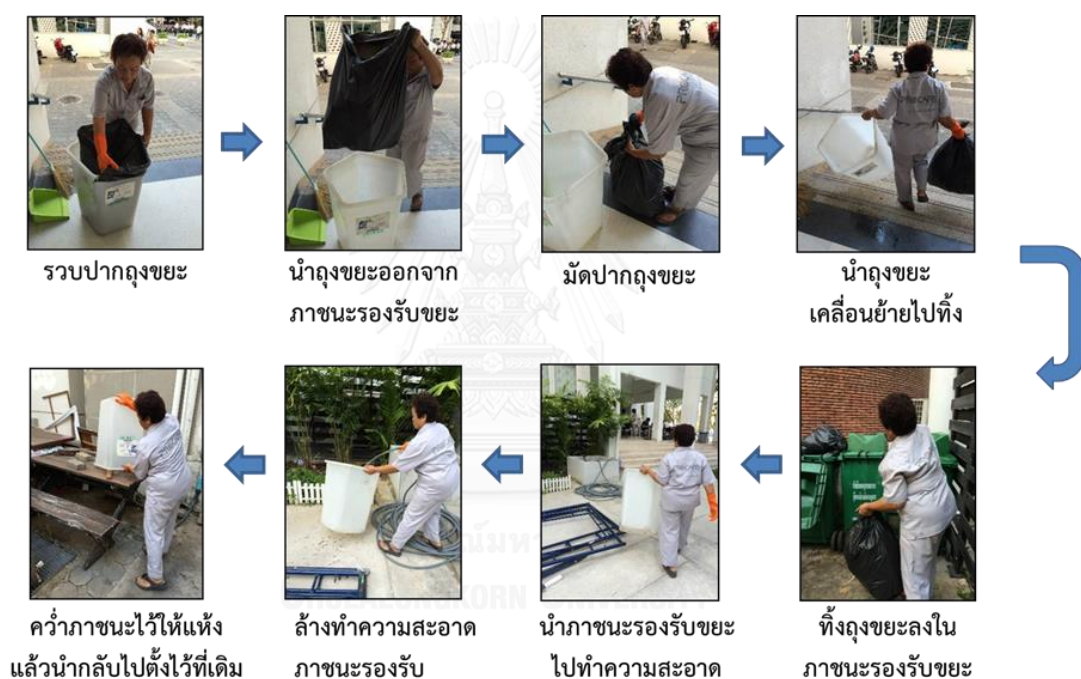 รวบปากถุงขยะ
นำถุงขยะออกจาก
ภาชนะรองรับขยะ
มัดปากถุงขยะ
นำถุงขยะ
เคลื่อนย้ายไปทิ้ง
คว่ำภาชนะไว้ให้แห้ง
แล้วนำกลับไปตั้งไว้ที่เดิม
ล้างทำความสะอาด
ภาชนะรองรับ
นำภาชนะรองรับขยะ
ไปทำความสะอาด
ทิ้งถุงขยะลงใน
ภาชนะรองรับขยะ
CHULALONGKORN UNIVERSITY